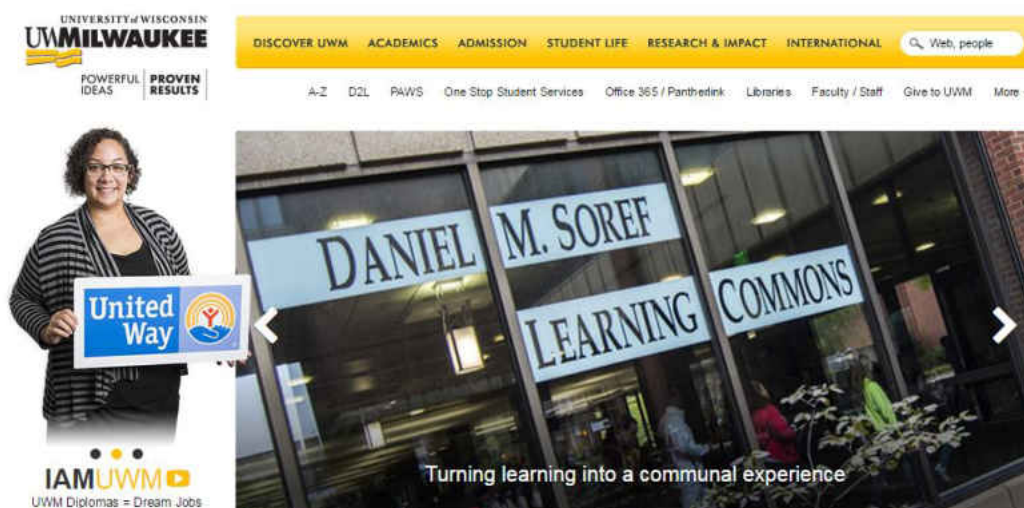 UNIVERSITY of WISCONSIN
UWMILWAUKEE
POWERFUL IDEAS
PROVEN RESULTS
DISCOVER UWM ACADEMICS ADMISSION STUDENT LIFE RESEARCH & IMPACT INTERNATIONAL Web, people
A-Z D2L PAWS One Stop Student Services Office 365 / Pantherlink Libraries Faculty / Staff Give to UWM More
United
Way
DANIEL M. SOREF
LEARNING COMMONS
Turning learning into a communal experience
IAMUWM
UWM Diplomas = Dream Jobs